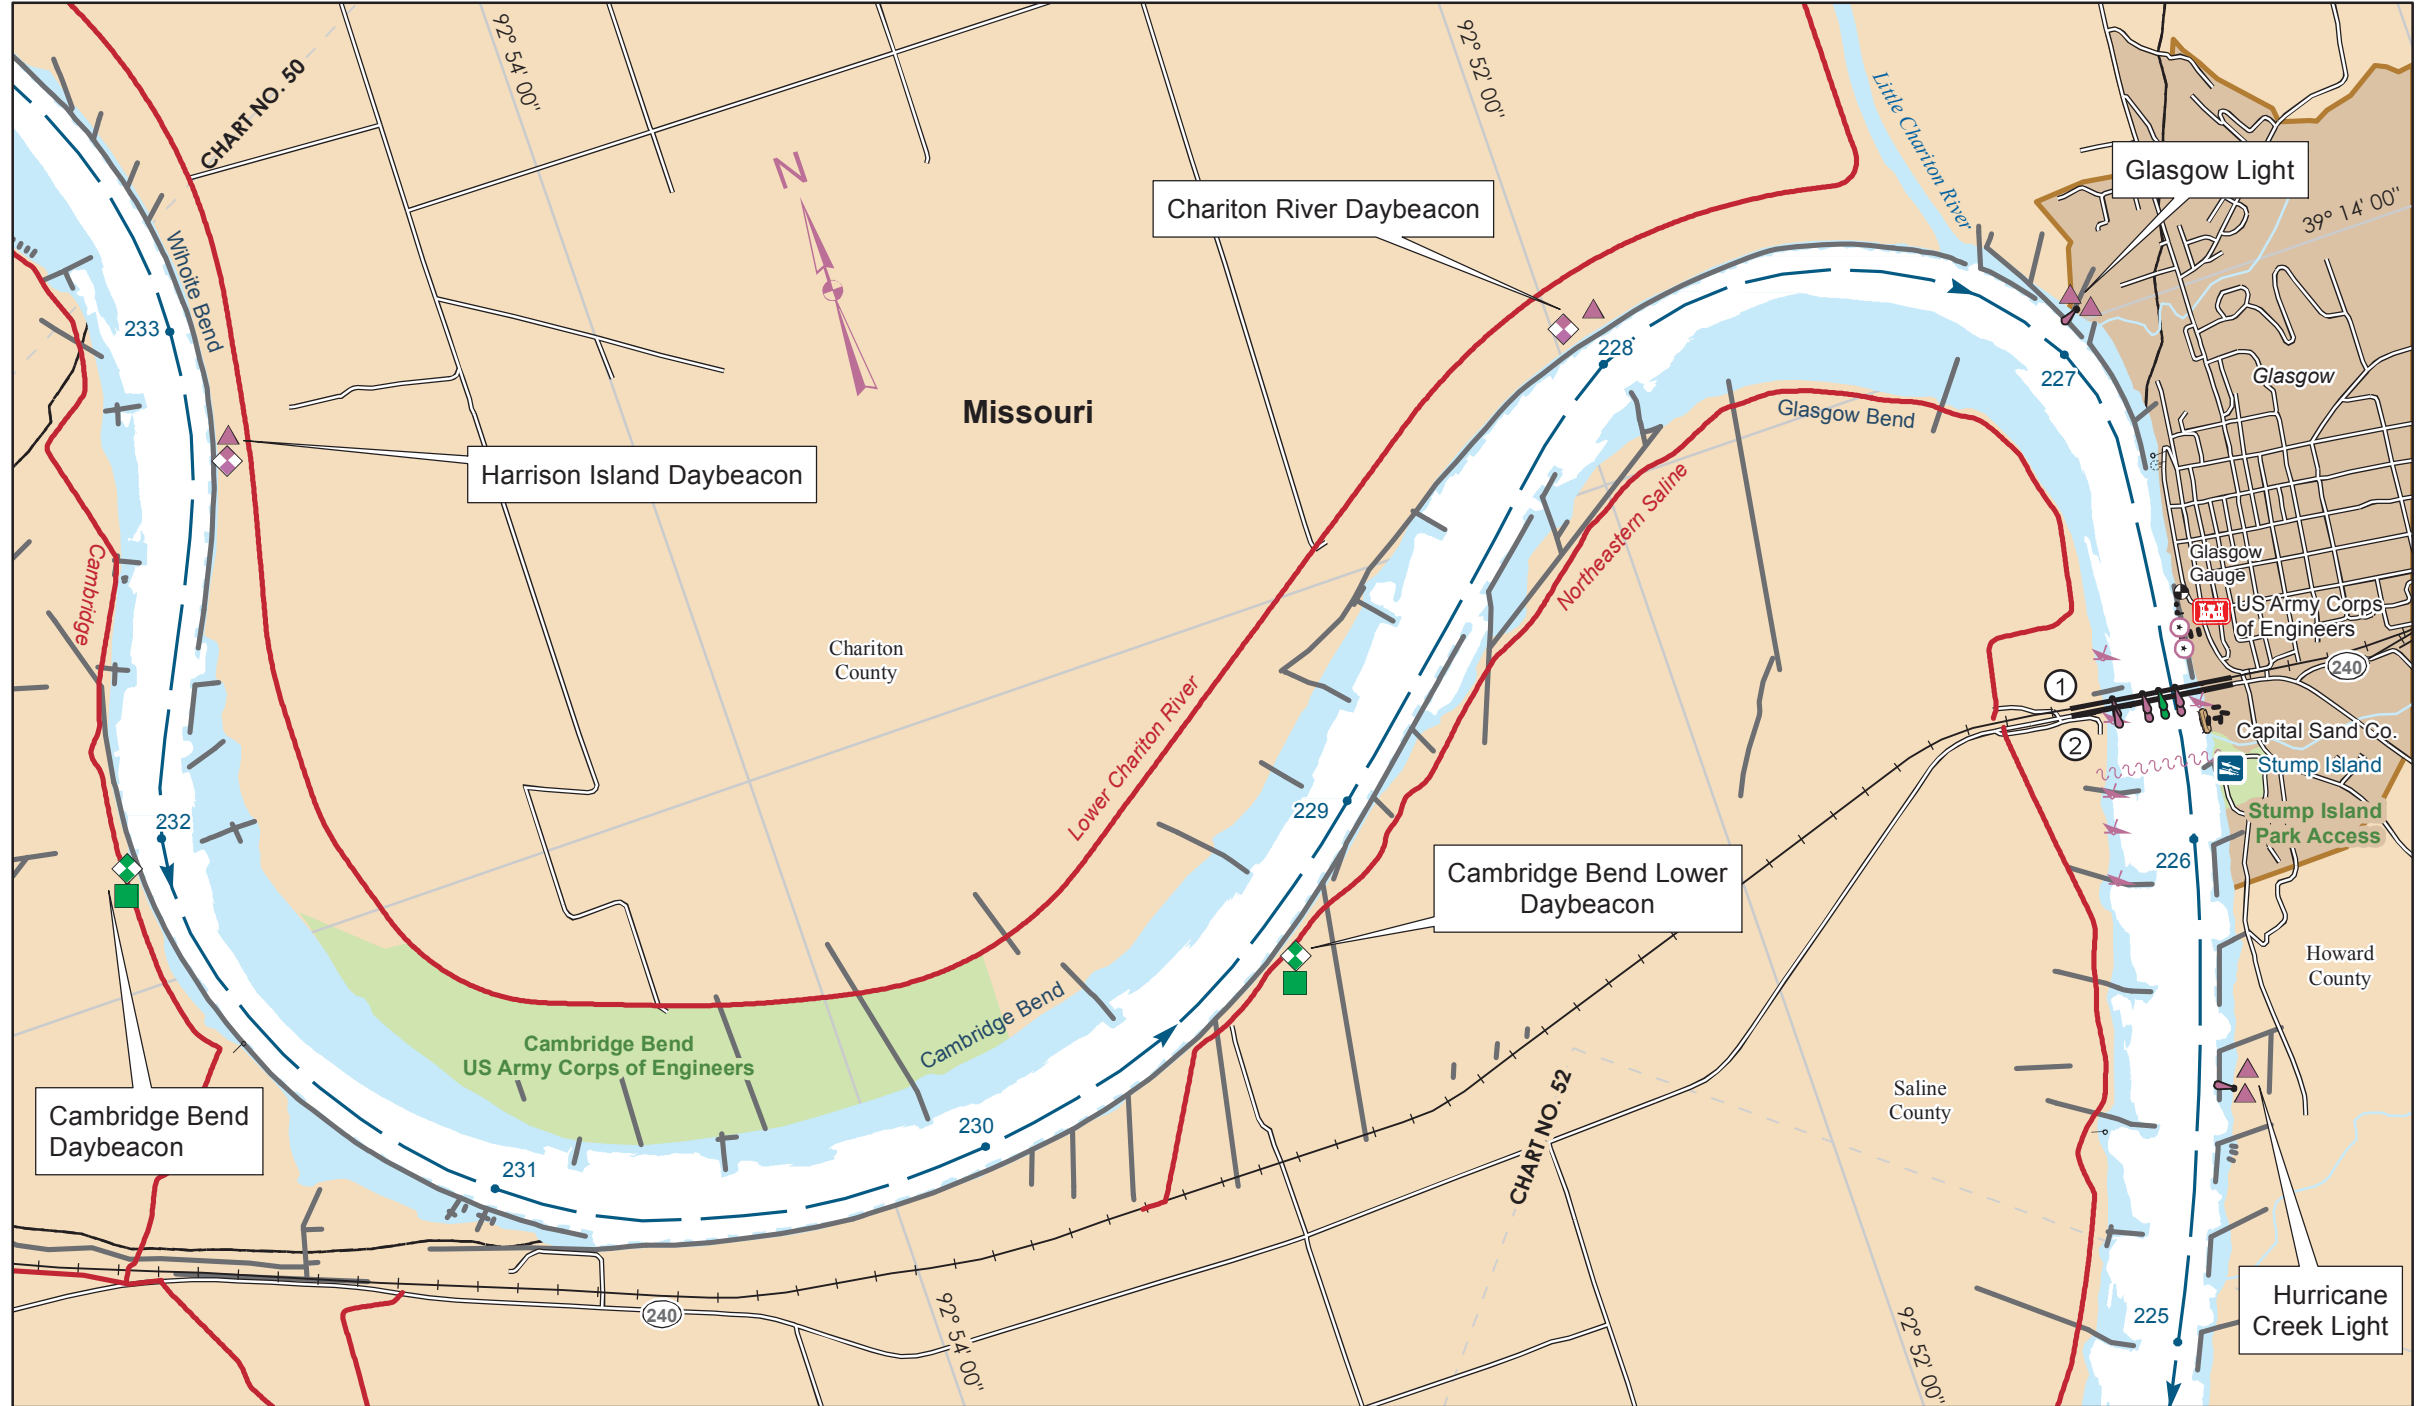 CHART NO. 50
92° 54' 00"
92° 52' 00"
Little Chariton River
Glasgow Light
39° 14' 00"
N
Chariton River Daybeacon
Wihoite Bend
233
228
227
Glasgow
Missouri
Glasgow Bend
Harrison Island Daybeacon
Northeastern Saline
Cambridge
Glasgow
Gauge
US Army Corps
of Engineers
Chariton
County
240
1
Lower Chariton River
2
Capital Sand Co.
Stump Island
Stump Island
Park Access
232
229
226
Cambridge Bend Lower
Daybeacon
Howard
County
Cambridge Bend
Cambridge Bend
US Army Corps of Engineers
Saline
County
Cambridge Bend
Daybeacon
230
231
CHART NO. 52
240
92° 54' 00"
92° 52' 00"
225
Hurricane
Creek Light